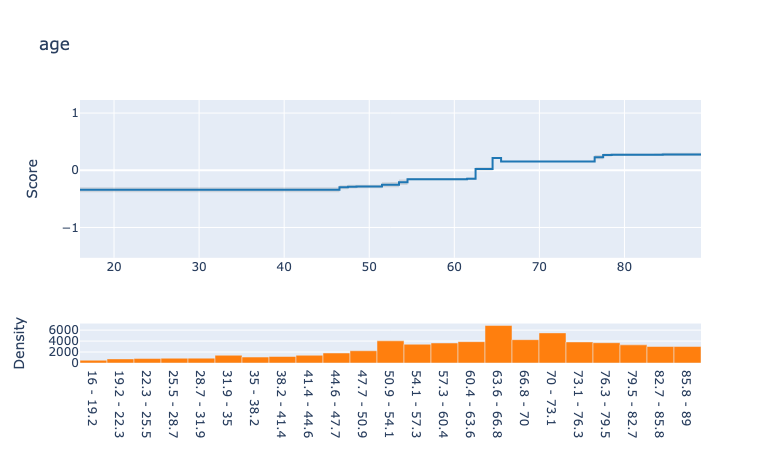 age
Score
1
0
−1
20 30 40 50 60 70 80
Density
6000
4000
2000
0
16 - 19.2
19.2 - 22.3
22.3 - 25.5
25.5 - 28.7
28.7 - 31.9
31.9 - 35
35 - 38.2
38.2 - 41.4
41.4 - 44.6
44.6 - 47.7
47.7 - 50.9
50.9 - 54.1
54.1 - 57.3
57.3 - 60.4
60.4 - 63.6
63.6 - 66.8
66.8 - 70
70 - 73.1
73.1 - 76.3
76.3 - 79.5
79.5 - 82.7
82.7 - 85.8
85.8 - 89